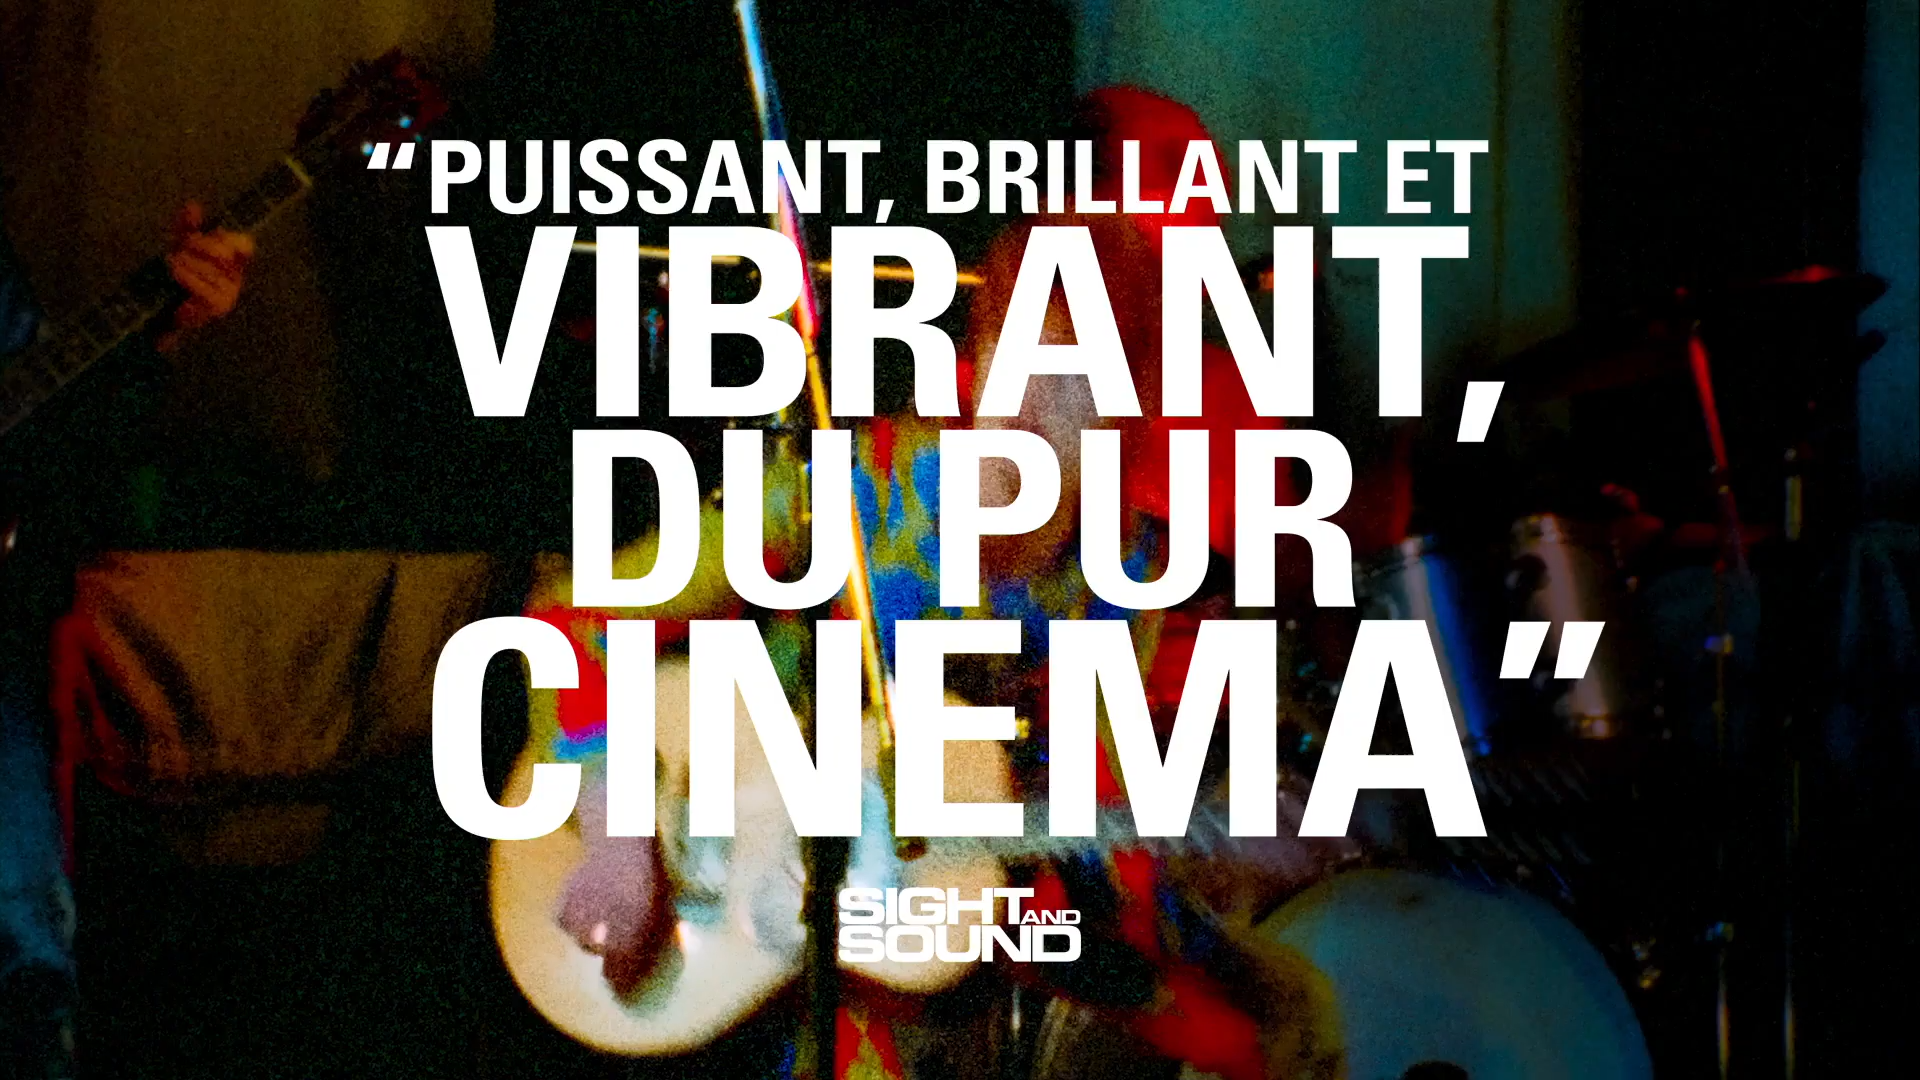 “PUISSANT, BRILLANT ET
VIBRANT,
DU PUR
CINEMA”
SIGHT AND
SOUND